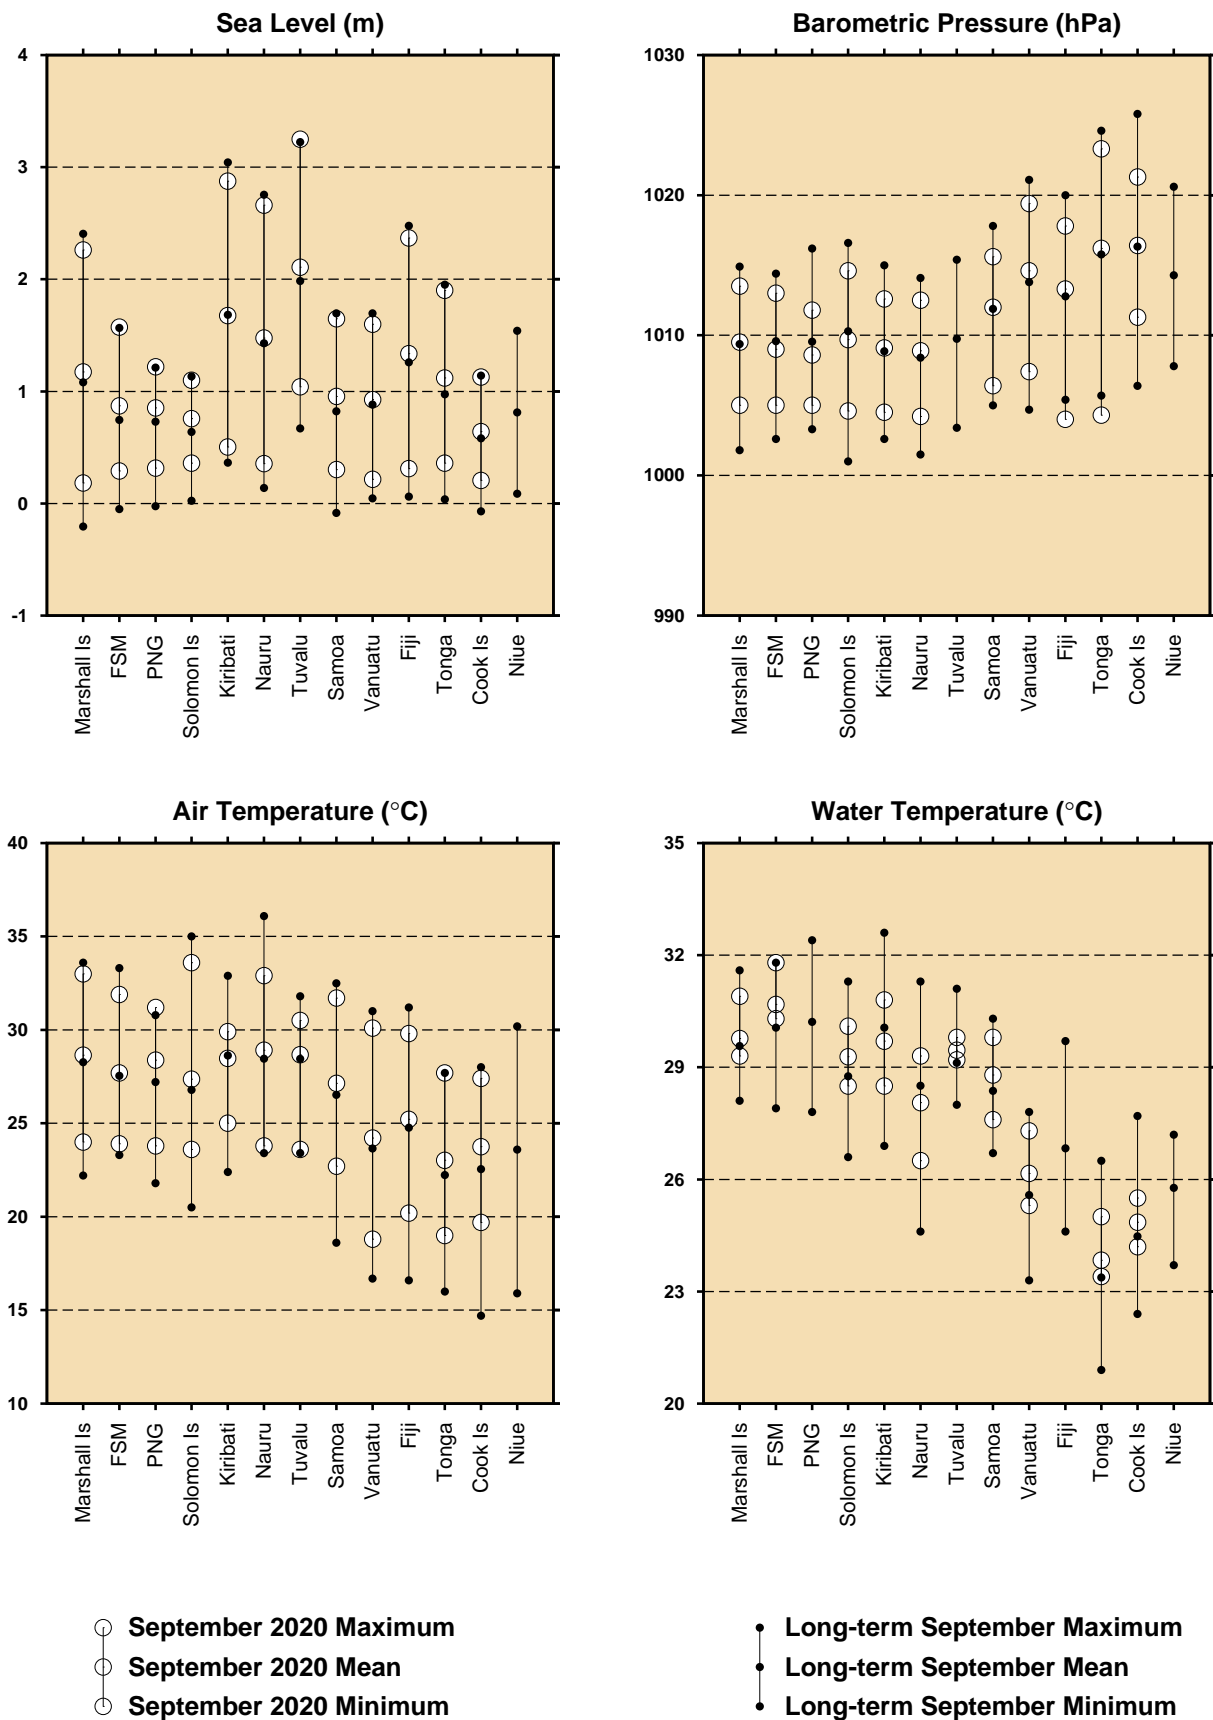 Sea Level (m)
4
3
2
1
0
-1
Marshall Is
FSM
PNG
Solomon Is
Kiribati
Nauru
Tuvalu
Samoa
Vanuatu
Fiji
Tonga
Cook Is
Niue
Barometric Pressure (hPa)
1030
1020
1010
1000
990
Marshall Is
FSM
PNG
Solomon Is
Kiribati
Nauru
Tuvalu
Samoa
Vanuatu
Fiji
Tonga
Cook Is
Niue
Air Temperature (°C)
40
35
30
25
20
15
10
Marshall Is
FSM
PNG
Solomon Is
Kiribati
Nauru
Tuvalu
Samoa
Vanuatu
Fiji
Tonga
Cook Is
Niue
Water Temperature (°C)
35
32
29
26
23
20
Marshall Is
FSM
PNG
Solomon Is
Kiribati
Nauru
Tuvalu
Samoa
Vanuatu
Fiji
Tonga
Cook Is
Niue
September 2020 Maximum
September 2020 Mean
September 2020 Minimum
Long-term September Maximum
Long-term September Mean
Long-term September Minimum